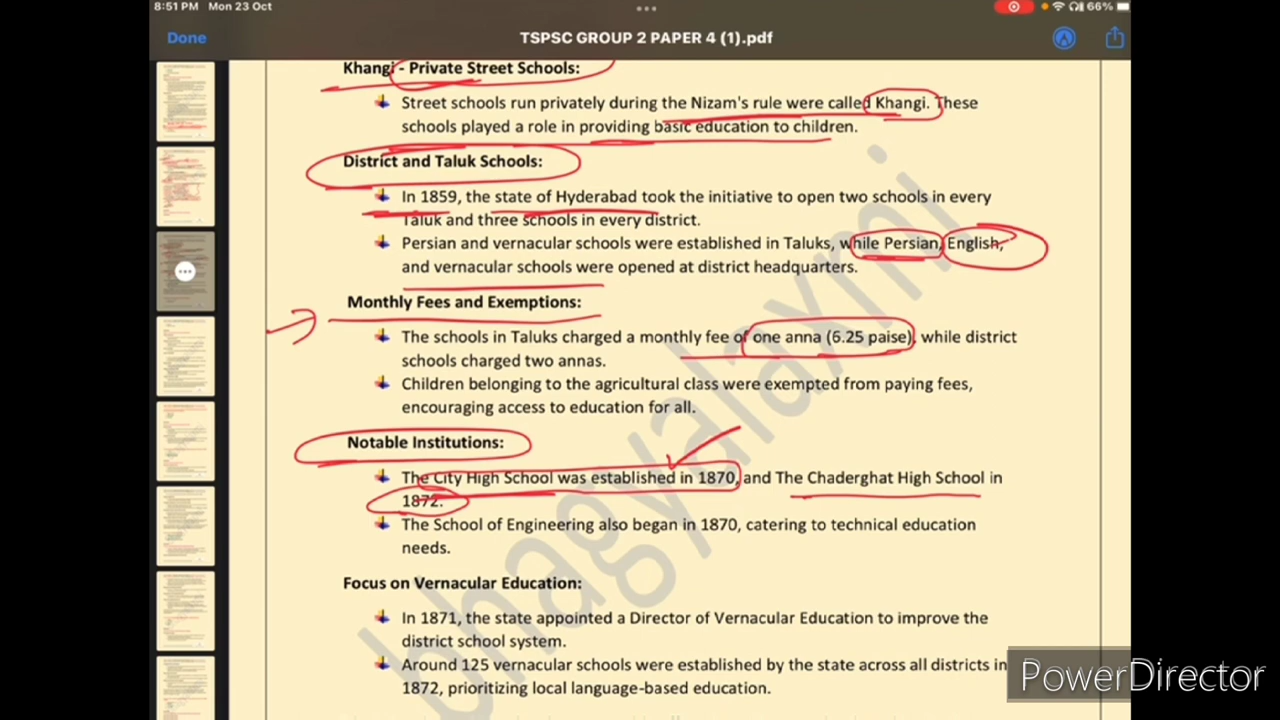 8:51 PM Mon 23 Oct
66%
Done
TSPSC GROUP 2 PAPER 4 (1).pdf
Khangi - Private Street Schools:
Street schools run privately during the Nizam's rule were called Khangi. These
schools played a role in providing basic education to children.
District and Taluk Schools:
In 1859, the state of Hyderabad took the initiative to open two schools in every
Taluk and three schools in every district.
Persian and vernacular schools were established in Taluks, while Persian, English,
and vernacular schools were opened at district headquarters.
Monthly Fees and Exemptions:
The schools in Taluks charged a monthly fee of one anna (6.25 paise), while district
schools charged two annas.
Children belonging to the agricultural class were exempted from paying fees,
encouraging access to education for all.
Notable Institutions:
The City High School was established in 1870, and The Chaderghat High School in
1872.
The School of Engineering also began in 1870, catering to technical education
needs.
Focus on Vernacular Education:
In 1871, the state appointed a Director of Vernacular Education to improve the
district school system.
Around 125 vernacular schools were established by the state across all districts in
1872, prioritizing local language-based education.
bhagyalaxmi
PowerDirector